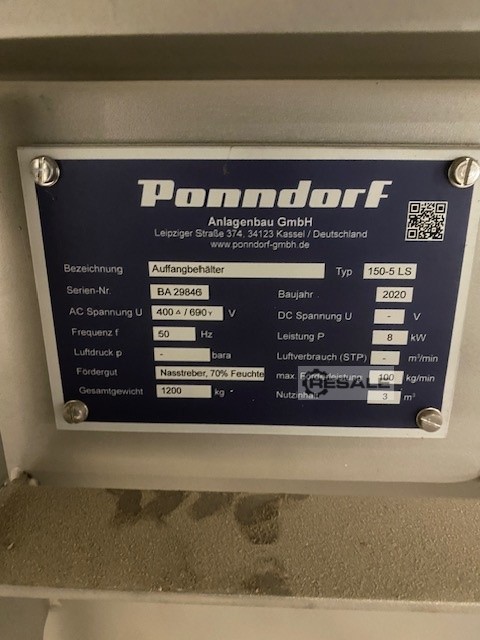 Ponndorf
Anlagenbau GmbH
Leipziger Straße 374, 34123 Kassel / Deutschland
www.ponndorf-gmbh.de
Bezeichnung Auffangbehälter Typ 150-5 LS
Serien-Nr. BA 29846 Baujahr 2020
AC Spannung U 400 △ / 690 Y V DC Spannung U - V
Frequenz f 50 Hz Leistung P 8 kW
Luftdruck p - bara Luftverbrauch (STP) - m³/min
Fördergut Nasstreber, 70% Feuchte max. Förderleistung 100 kg/min
Gesamtgewicht 1200 kg Nutzinhalt 3 m³
RESALE